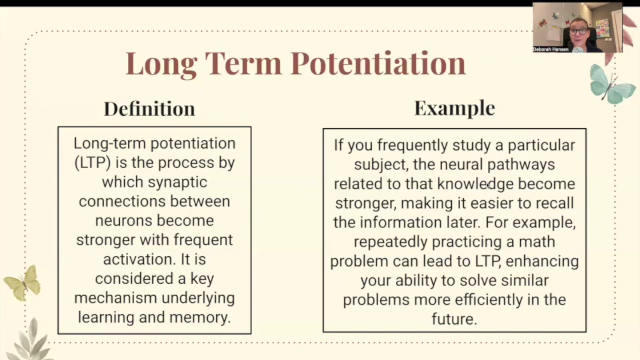 Deborah Hansen
Long Term Potentiation
Definition
Long-term potentiation
(LTP) is the process by
which synaptic
connections between
neurons become
stronger with frequent
activation. It is
considered a key
mechanism underlying
learning and memory.
Example
If you frequently study a particular
subject, the neural pathways
related to that knowledge become
stronger, making it easier to recall
the information later. For example,
repeatedly practicing a math
problem can lead to LTP, enhancing
your ability to solve similar
problems more efficiently in the
future.